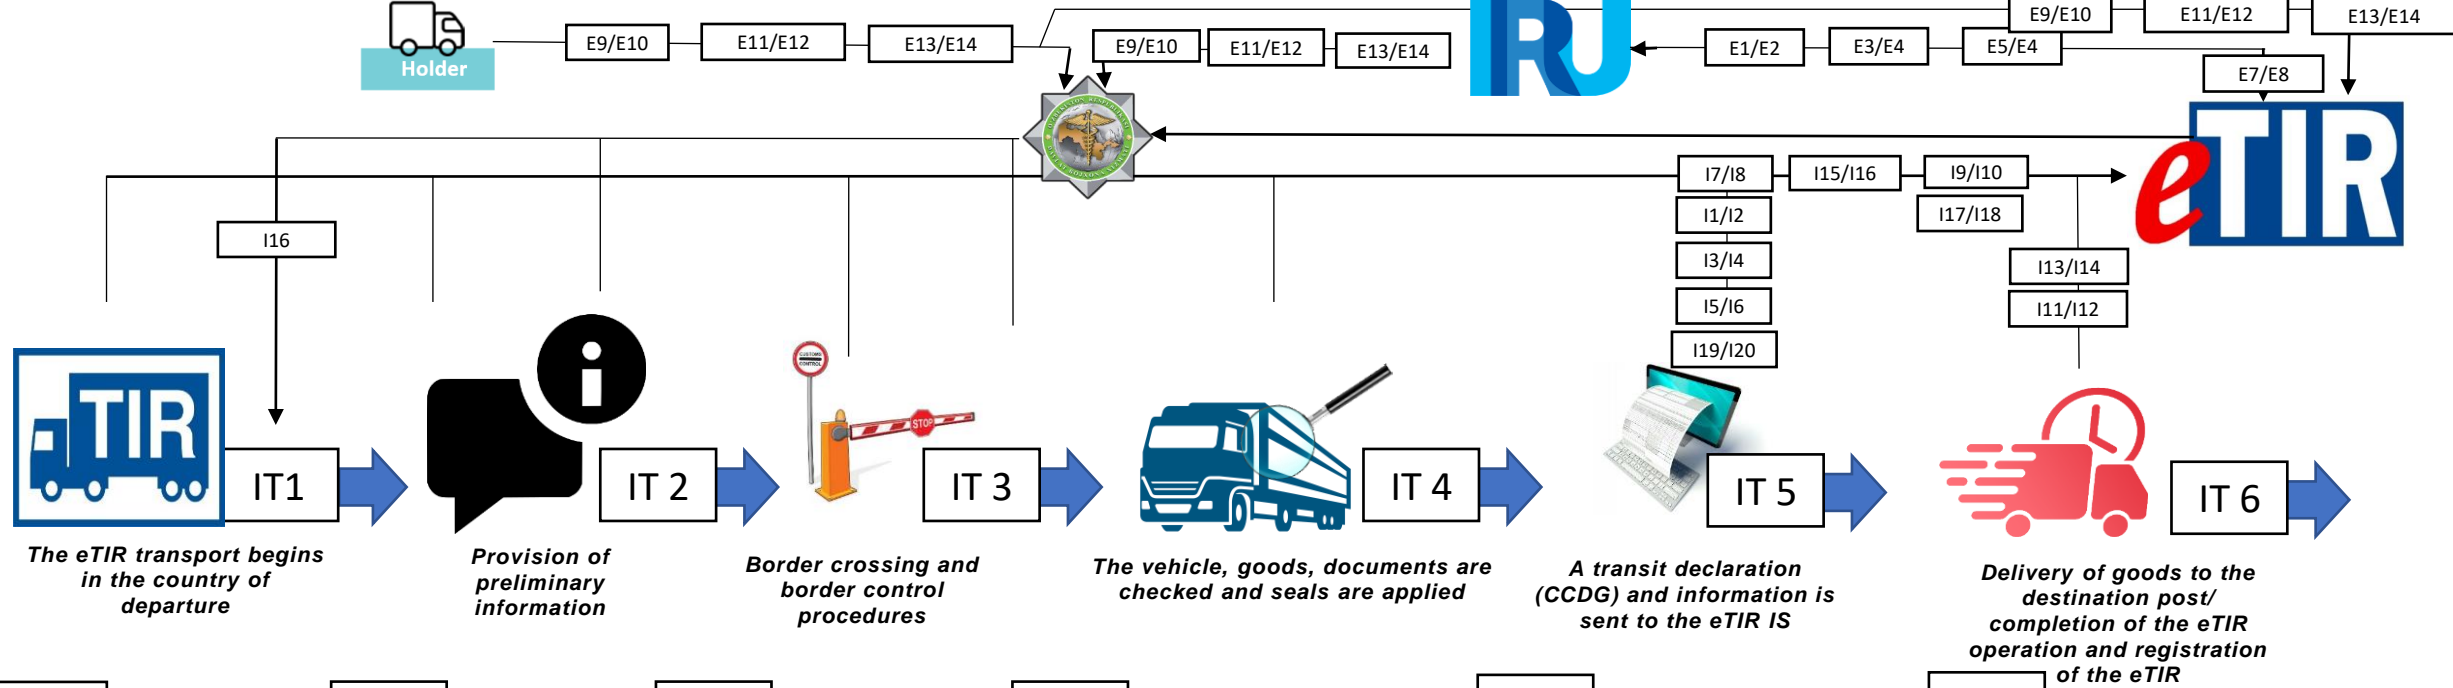 E9/E10
E11/E12
E13/E14
IRU
E9/E10
E11/E12
E13/E14
E9/E10
E11/E12
E13/E14
E1/E2
E3/E4
E5/E4
E7/E8
Holder
eTIR
I7/I8
I15/I16
I9/I10
I1/I2
I17/I18
I16
I3/I4
I13/I14
I5/I6
I11/I12
I19/I20
CUSTOMS
CONTROL
TIR
STOP
IT1
IT 2
IT 3
IT 4
IT 5
IT 6
The eTIR transport begins
in the country of
departure
Provision of
preliminary
information
Border crossing and
border control
procedures
The vehicle, goods, documents are
checked and seals are applied
A transit declaration
(CCDG) and information is
sent to the eTIR IS
Delivery of goods to the
destination post/
completion of the eTIR
operation and registration
of the eTIR